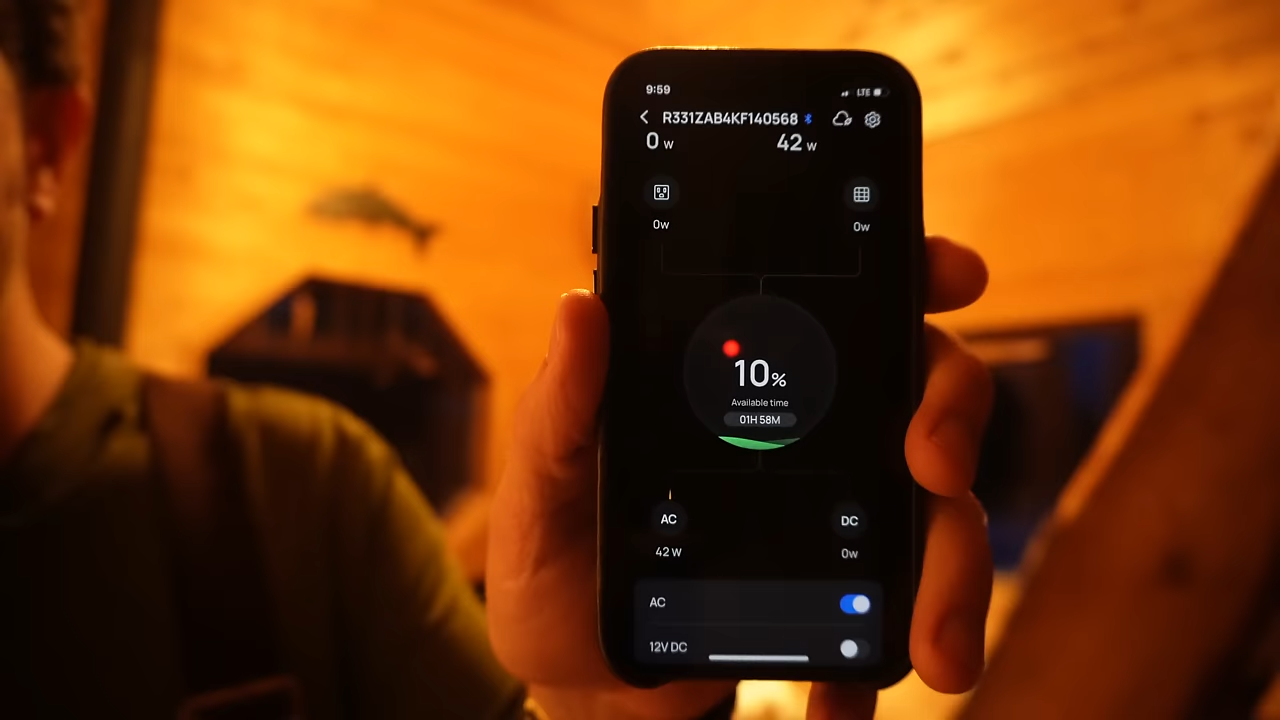 9:59 LTE
R331ZAB4KF140568
0 w 42 w
0w 0w
10%
Available time
01H 58M
AC DC
42 W 0w
AC
12V DC